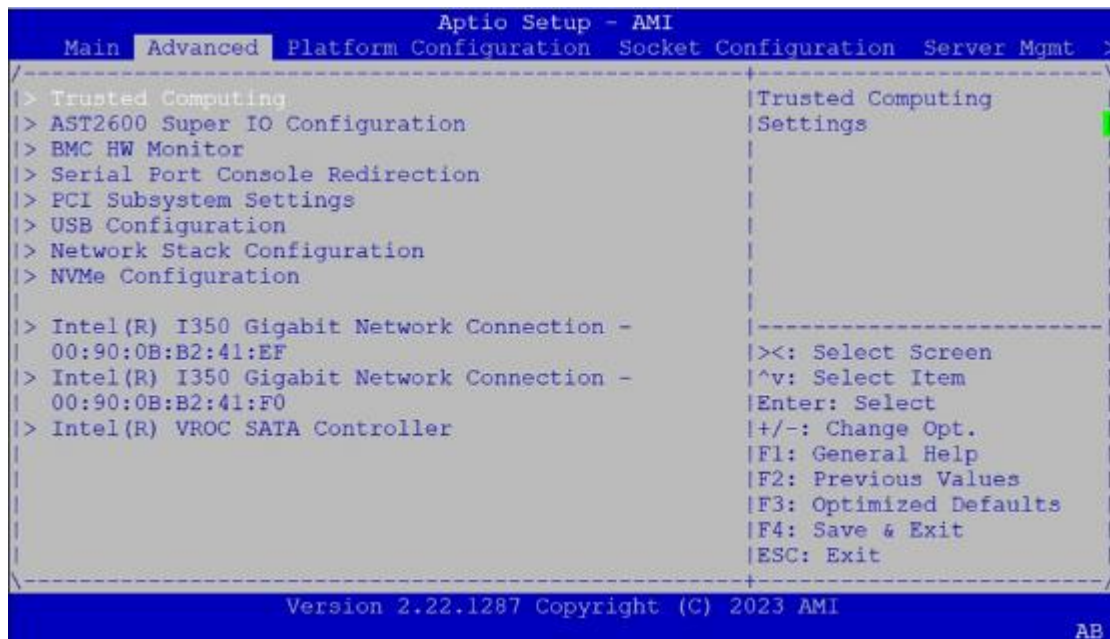 Aptio Setup - AMI
Main Advanced Platform Configuration Socket Configuration Server Mgmt >
> Trusted Computing
> AST2600 Super IO Configuration
> BMC HW Monitor
> Serial Port Console Redirection
> PCI Subsystem Settings
> USB Configuration
> Network Stack Configuration
> NVMe Configuration
> Intel(R) I350 Gigabit Network Connection -
00:90:0B:B2:41:EF
> Intel(R) I350 Gigabit Network Connection -
00:90:0B:B2:41:F0
> Intel(R) VROC SATA Controller
Trusted Computing
Settings
><: Select Screen
^v: Select Item
Enter: Select
+/-: Change Opt.
F1: General Help
F2: Previous Values
F3: Optimized Defaults
F4: Save & Exit
ESC: Exit
Version 2.22.1287 Copyright (C) 2023 AMI
AB